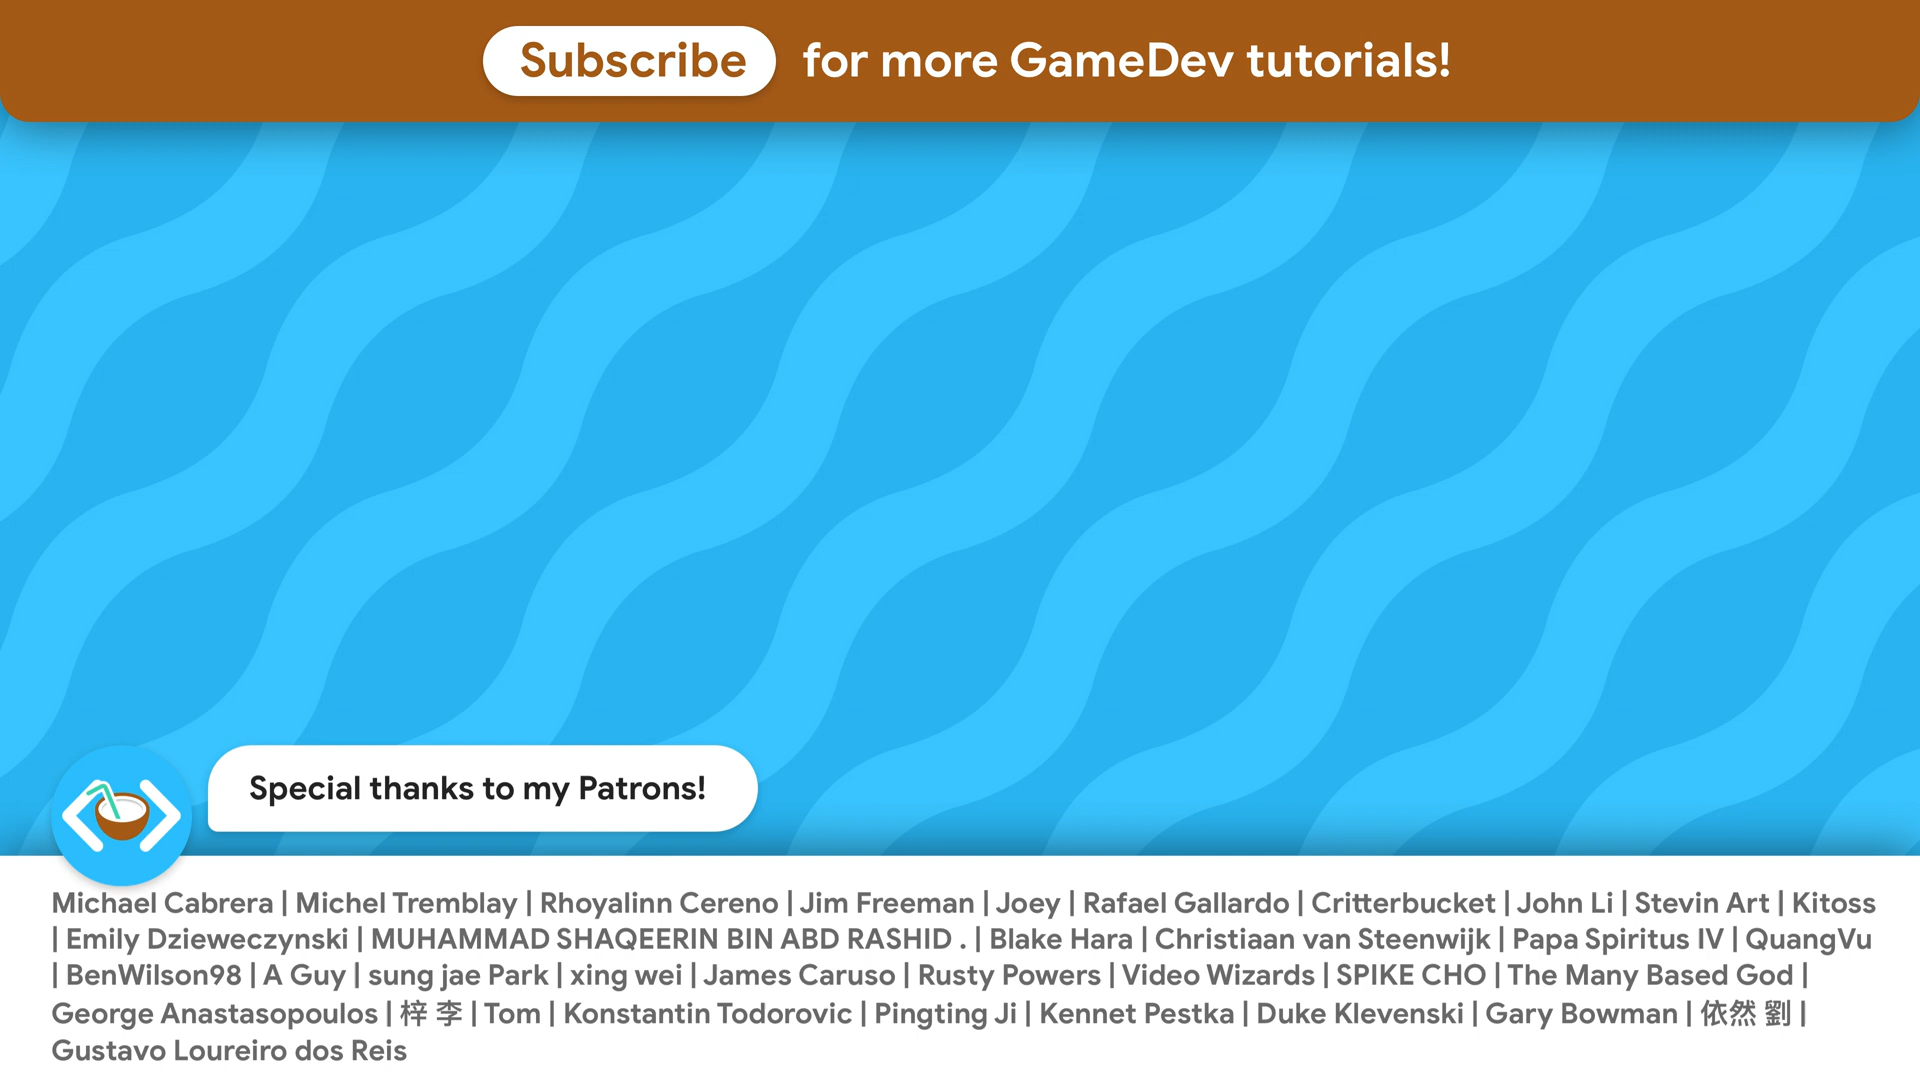 Subscribe for more GameDev tutorials!
Special thanks to my Patrons!
Michael Cabrera | Michel Tremblay | Rhoyalinn Cereno | Jim Freeman | Joey | Rafael Gallardo | Critterbucket | John Li | Stevin Art | Kitoss
| Emily Dzieweczynski | MUHAMMAD SHAQEERIN BIN ABD RASHID . | Blake Hara | Christiaan van Steenwijk | Papa Spiritus IV | QuangVu
| BenWilson98 | A Guy | sung jae Park | xing wei | James Caruso | Rusty Powers | Video Wizards | SPIKE CHO | The Many Based God |
George Anastasopoulos | 梓 李 | Tom | Konstantin Todorovic | Pingting Ji | Kennet Pestka | Duke Klevenski | Gary Bowman | 依然 劉 |
Gustavo Loureiro dos Reis